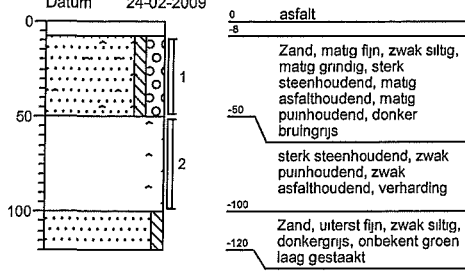 Datum 24-02-2009
0
0 asfalt
-8
Zand, matig fijn, zwak siltig,
matig grindig, sterk
steenhoudend, matig
asfalthoudend, matig
puinhoudend, donker
bruingrijs
1
50
-50
sterk steenhoudend, zwak
puinhoudend, zwak
asfalthoudend, verharding
2
100
-100
Zand, uiterst fijn, zwak siltig,
donkergrijs, onbekent groen
laag gestaakt
-120